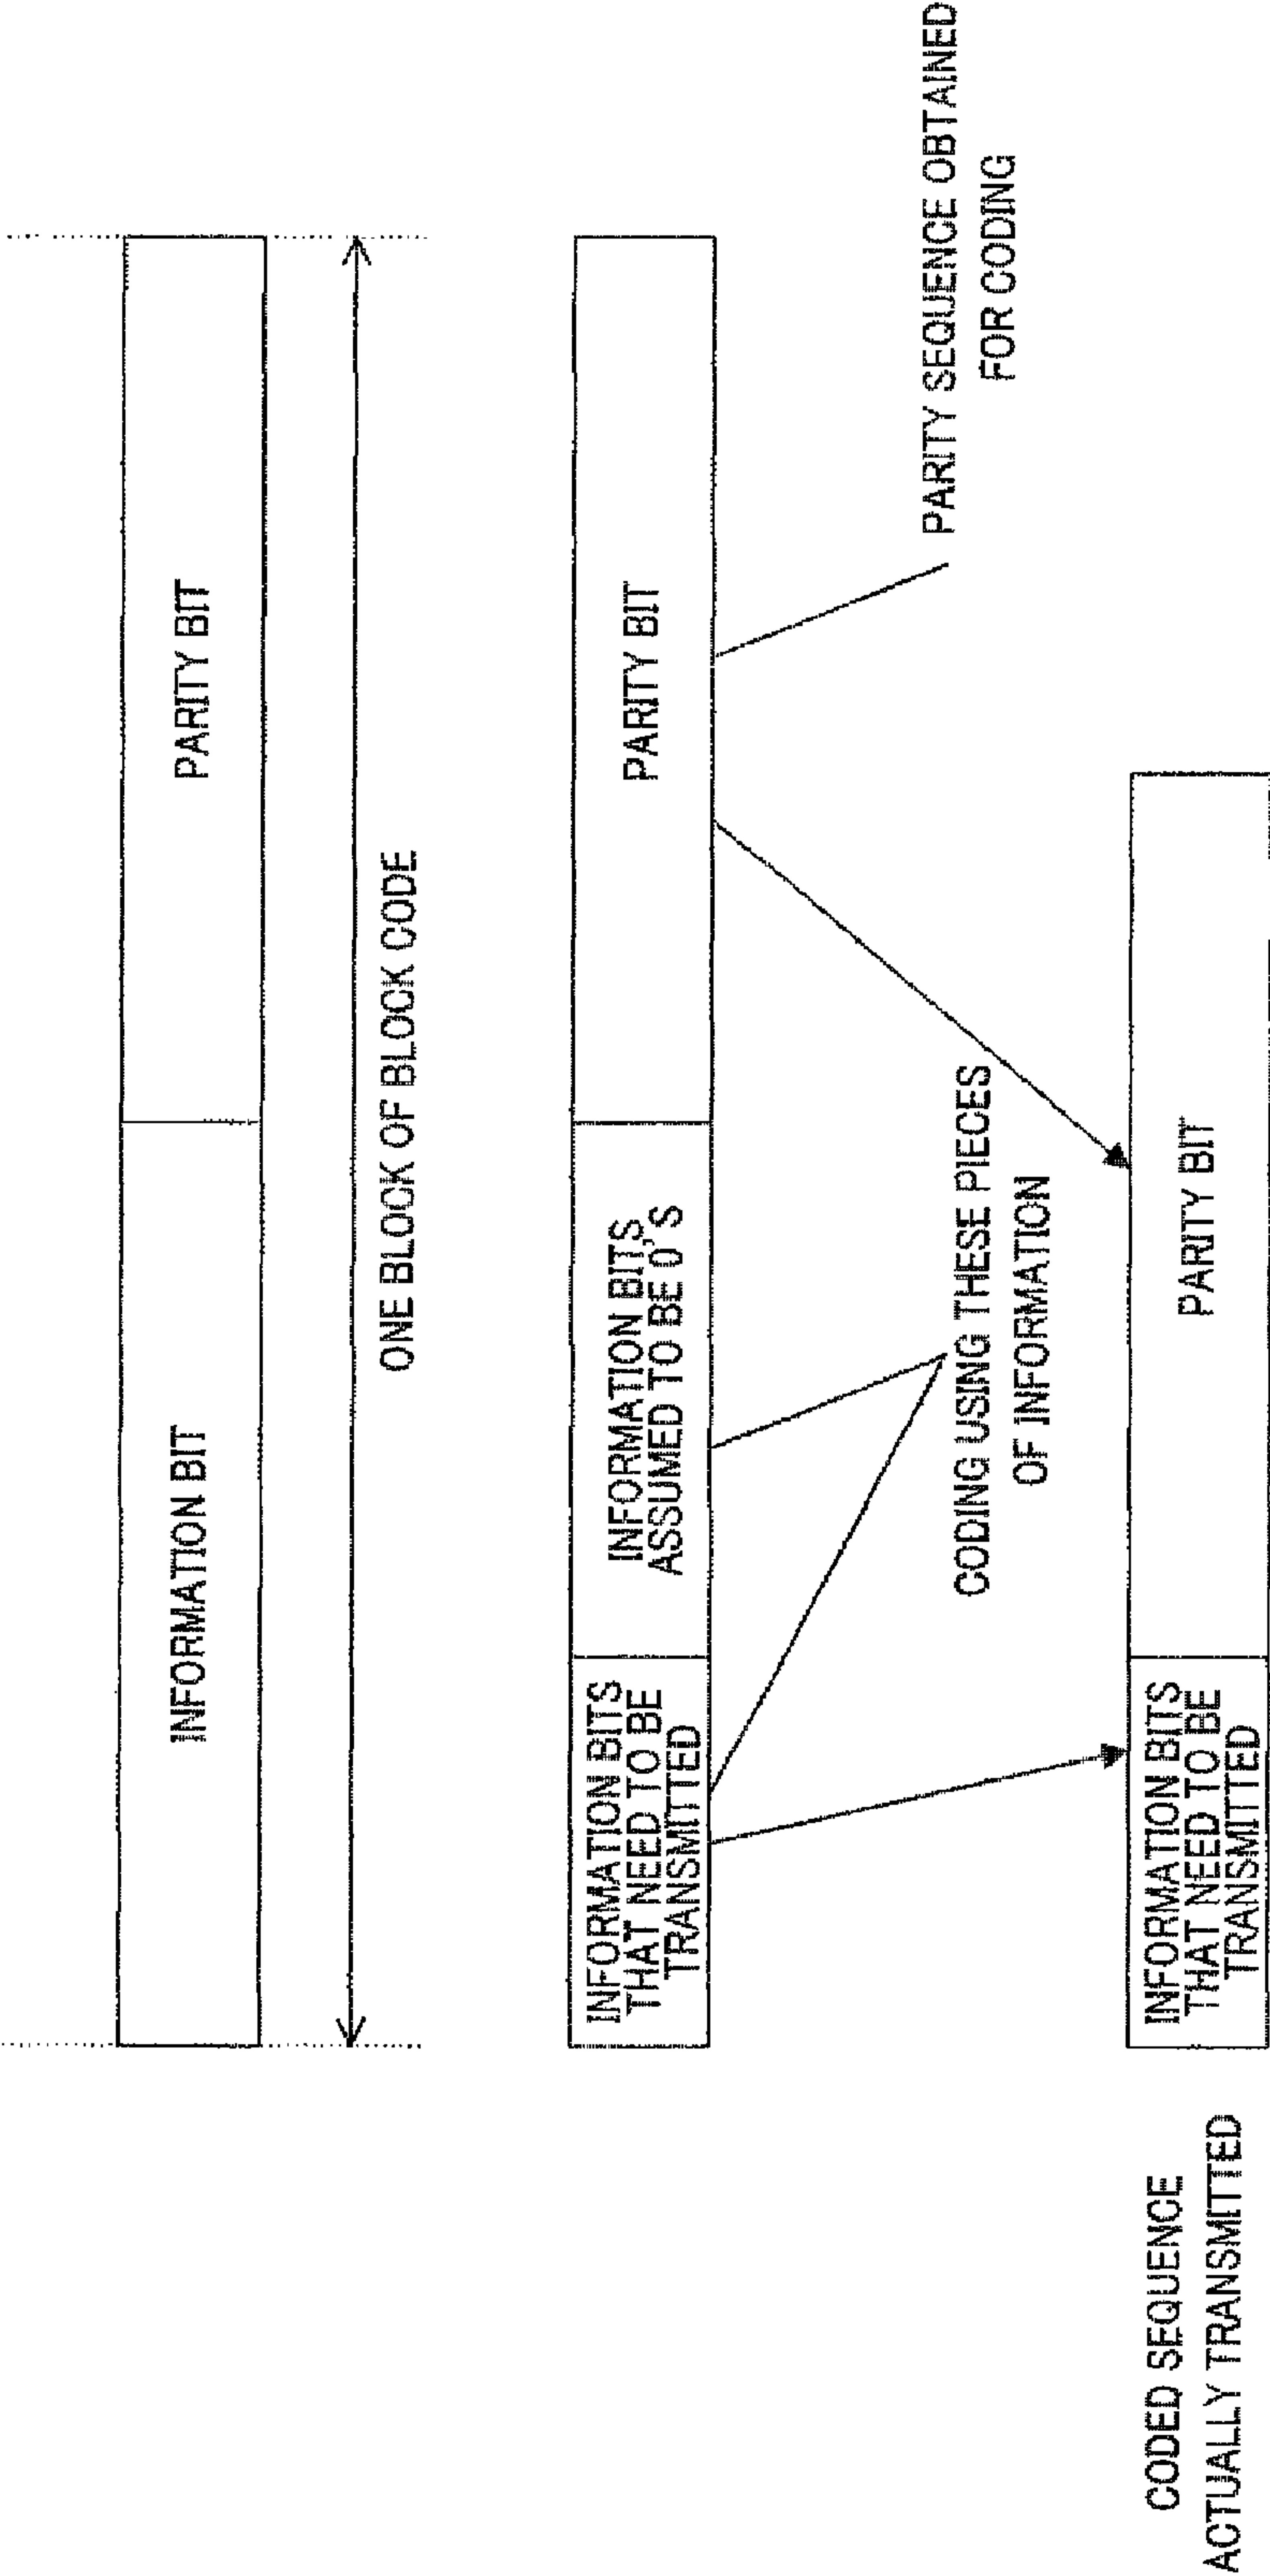 INFORMATION BIT
PARITY BIT
ONE BLOCK OF BLOCK CODE
INFORMATION BITS
THAT NEED TO BE
TRANSMITTED
INFORMATION BITS
ASSUMED TO BE 0'S
PARITY BIT
CODING USING THESE PIECES
OF INFORMATION
PARITY SEQUENCE OBTAINED
FOR CODING
CODED SEQUENCE
ACTUALLY TRANSMITTED
INFORMATION BITS
THAT NEED TO BE
TRANSMITTED
PARITY BIT